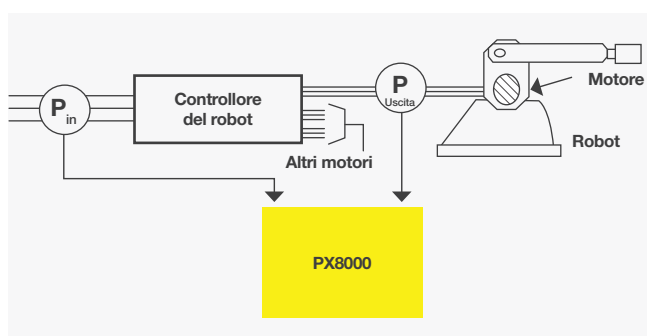 P in
Controllore
del robot
P
Uscita
Altri motori
Motore
Robot
PX8000